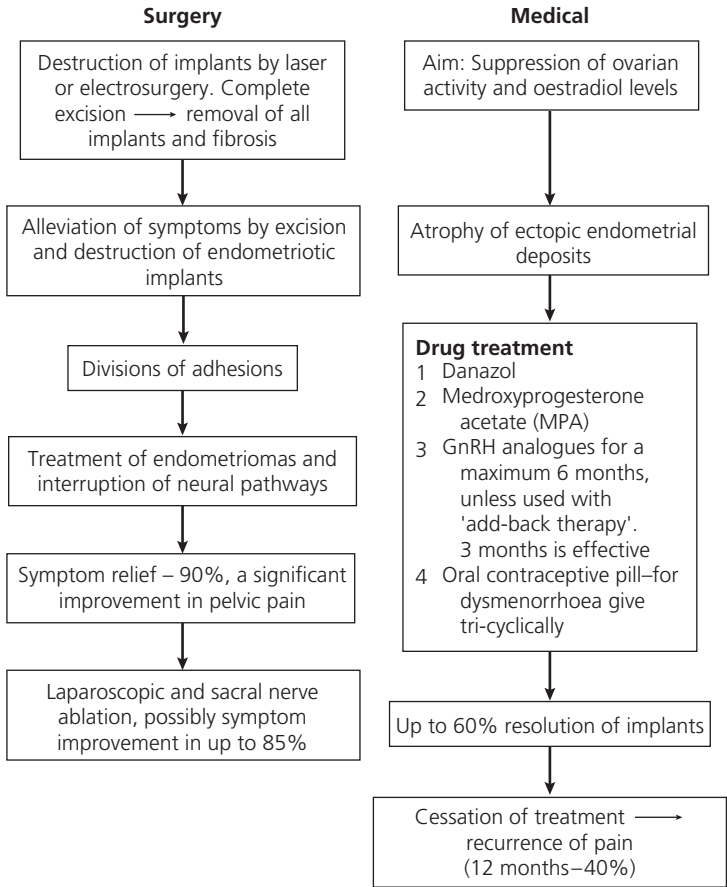 Surgery
Destruction of implants by laser
or electrosurgery. Complete
excision → removal of all
implants and fibrosis
Alleviation of symptoms by excision
and destruction of endometriotic
implants
Divisions of adhesions
Treatment of endometriomas and
interruption of neural pathways
Symptom relief – 90%, a significant
improvement in pelvic pain
Laparoscopic and sacral nerve
ablation, possibly symptom
improvement in up to 85%
Medical
Aim: Suppression of ovarian
activity and oestradiol levels
Atrophy of ectopic endometrial
deposits
Drug treatment
1 Danazol
2 Medroxyprogesterone
acetate (MPA)
3 GnRH analogues for a
maximum 6 months,
unless used with
'add-back therapy'.
3 months is effective
4 Oral contraceptive pill–for
dysmenorrhoea give
tri-cyclically
Up to 60% resolution of implants
Cessation of treatment →
recurrence of pain
(12 months–40%)